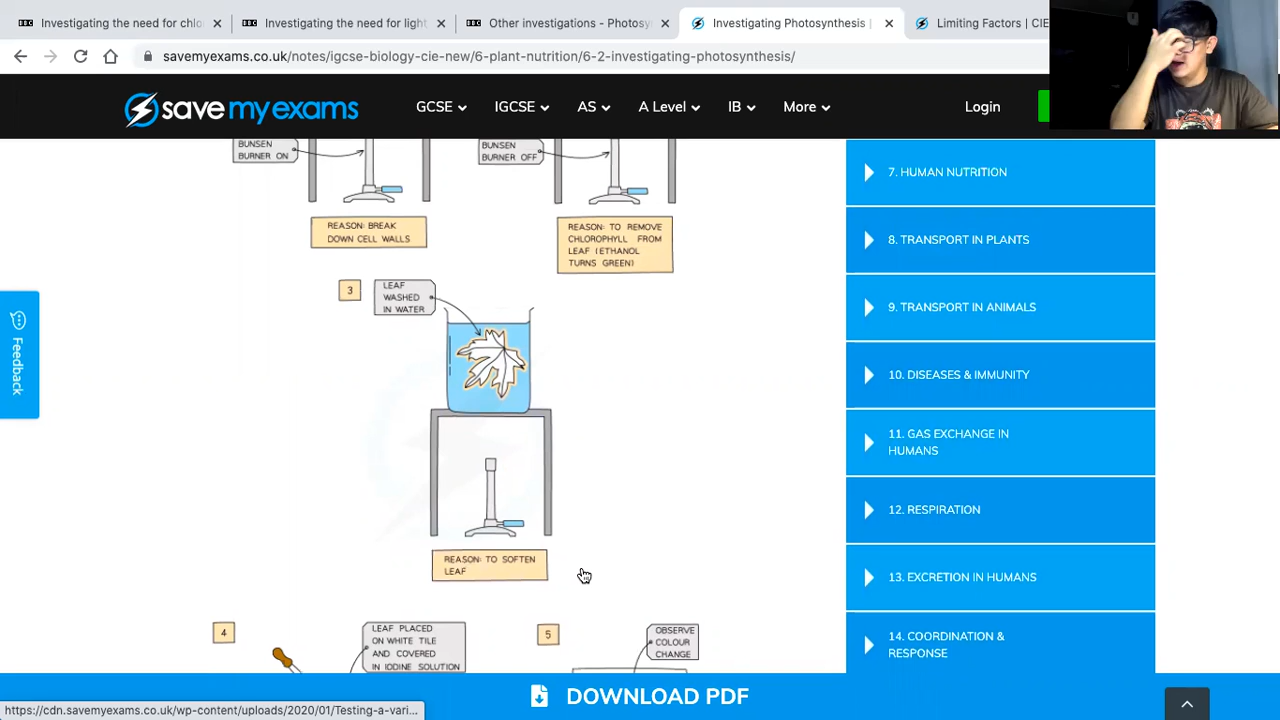 Investigating the need for chlo
Investigating the need for light
Other investigations - Photosy
Investigating Photosynthesis |
Limiting Factors | CIE
savemyexams.co.uk/notes/igcse-biology-cie-new/6-plant-nutrition/6-2-investigating-photosynthesis/
save my exams
GCSE
IGCSE
AS
A Level
IB
More
Login
BUNSEN
BURNER ON
BUNSEN
BURNER OFF
REASON: BREAK
DOWN CELL WALLS
REASON: TO REMOVE
CHLOROPHYLL FROM
LEAF (ETHANOL
TURNS GREEN)
3
LEAF
WASHED
IN WATER
REASON: TO SOFTEN
LEAF
4
LEAF PLACED
ON WHITE TILE
AND COVERED
IN IODINE SOLUTION
5
OBSERVE
COLOUR
CHANGE
7. HUMAN NUTRITION
8. TRANSPORT IN PLANTS
9. TRANSPORT IN ANIMALS
10. DISEASES & IMMUNITY
11. GAS EXCHANGE IN
HUMANS
12. RESPIRATION
13. EXCRETION IN HUMANS
14. COORDINATION &
RESPONSE
Feedback
DOWNLOAD PDF
https://cdn.savemyexams.co.uk/wp-content/uploads/2020/01/Testing-a-vari...